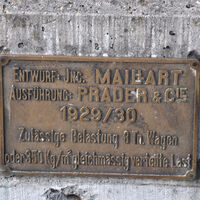 ENTWURF: JNG. MAILLART
AUSFÜHRUNG: PRADER & CIE
1929/30
Zulässige Belastung 8 To. Wagen
oder 350 Kg/m² gleichmässig verteilte Last